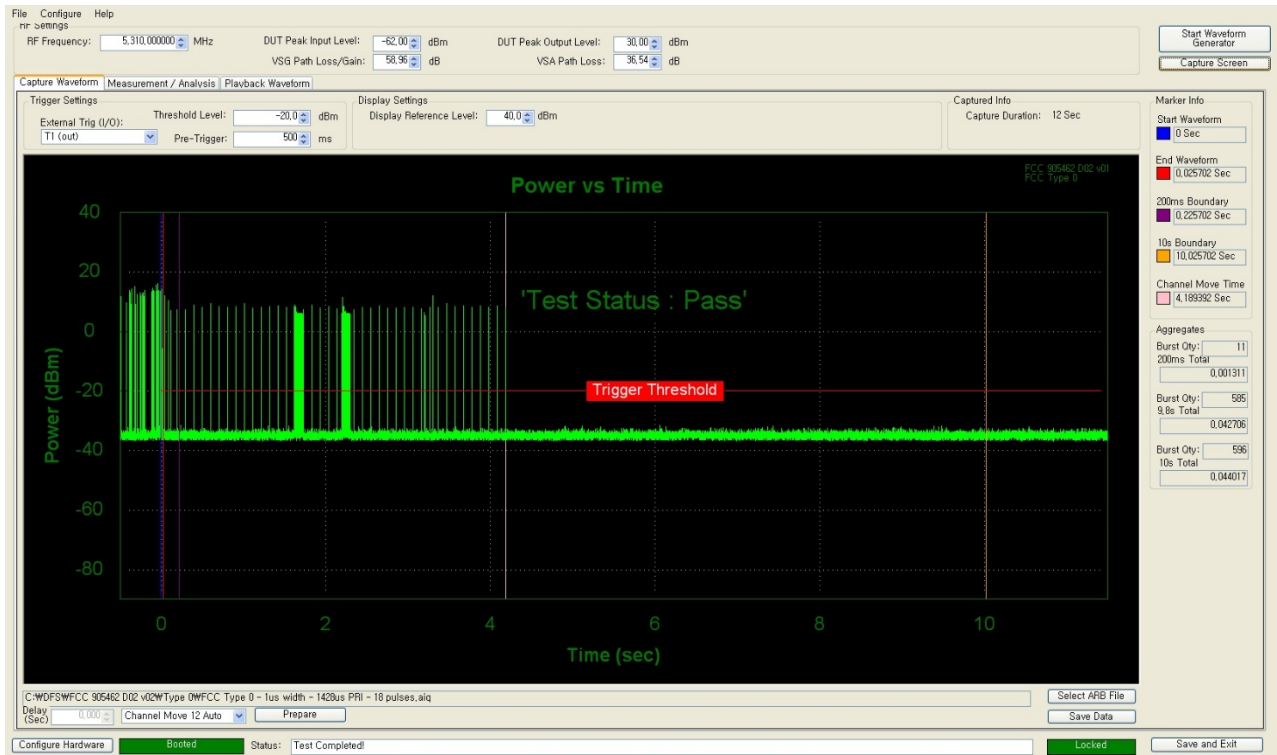 File Configure Help
RF Settings
RF Frequency: 5,310,000000 MHz DUT Peak Input Level: -62,00 dBm DUT Peak Output Level: 30,00 dBm
VSG Path Loss/Gain: 58,96 dB VSA Path Loss: 36,54 dB
Start Waveform
Generator
Capture Screen
Capture Waveform Measurement / Analysis Playback Waveform
Trigger Settings
External Trig (I/O): Threshold Level: -20,0 dBm
T1 (out) Pre-Trigger: 500 ms
Display Settings
Display Reference Level: 40,0 dBm
Captured Info
Capture Duration: 12 Sec
Marker Info
Start Waveform
0 Sec
End Waveform
0,025702 Sec
200ms Boundary
0,225702 Sec
10s Boundary
10,025702 Sec
Channel Move Time
4,189392 Sec
Aggregates
Burst Qty: 11
200ms Total
0,001311
Burst Qty: 585
9,8s Total
0,042706
Burst Qty: 596
10s Total
0,044017
FCC 905462 D02 v01
FCC Type 0
Power vs Time
'Test Status : Pass'
Trigger Threshold
Power (dBm)
40
20
0
-20
-40
-60
-80
0 2 4 6 8 10
Time (sec)
C:₩DFS₩FCC 905462 D02 v02₩Type 0₩FCC Type 0 - 1us width - 1428us PRI - 18 pulses,aiq
Select ARB File
Delay
(Sec) 0,000 Channel Move 12 Auto Prepare
Save Data
Configure Hardware Booted Status: Test Completed! Locked Save and Exit